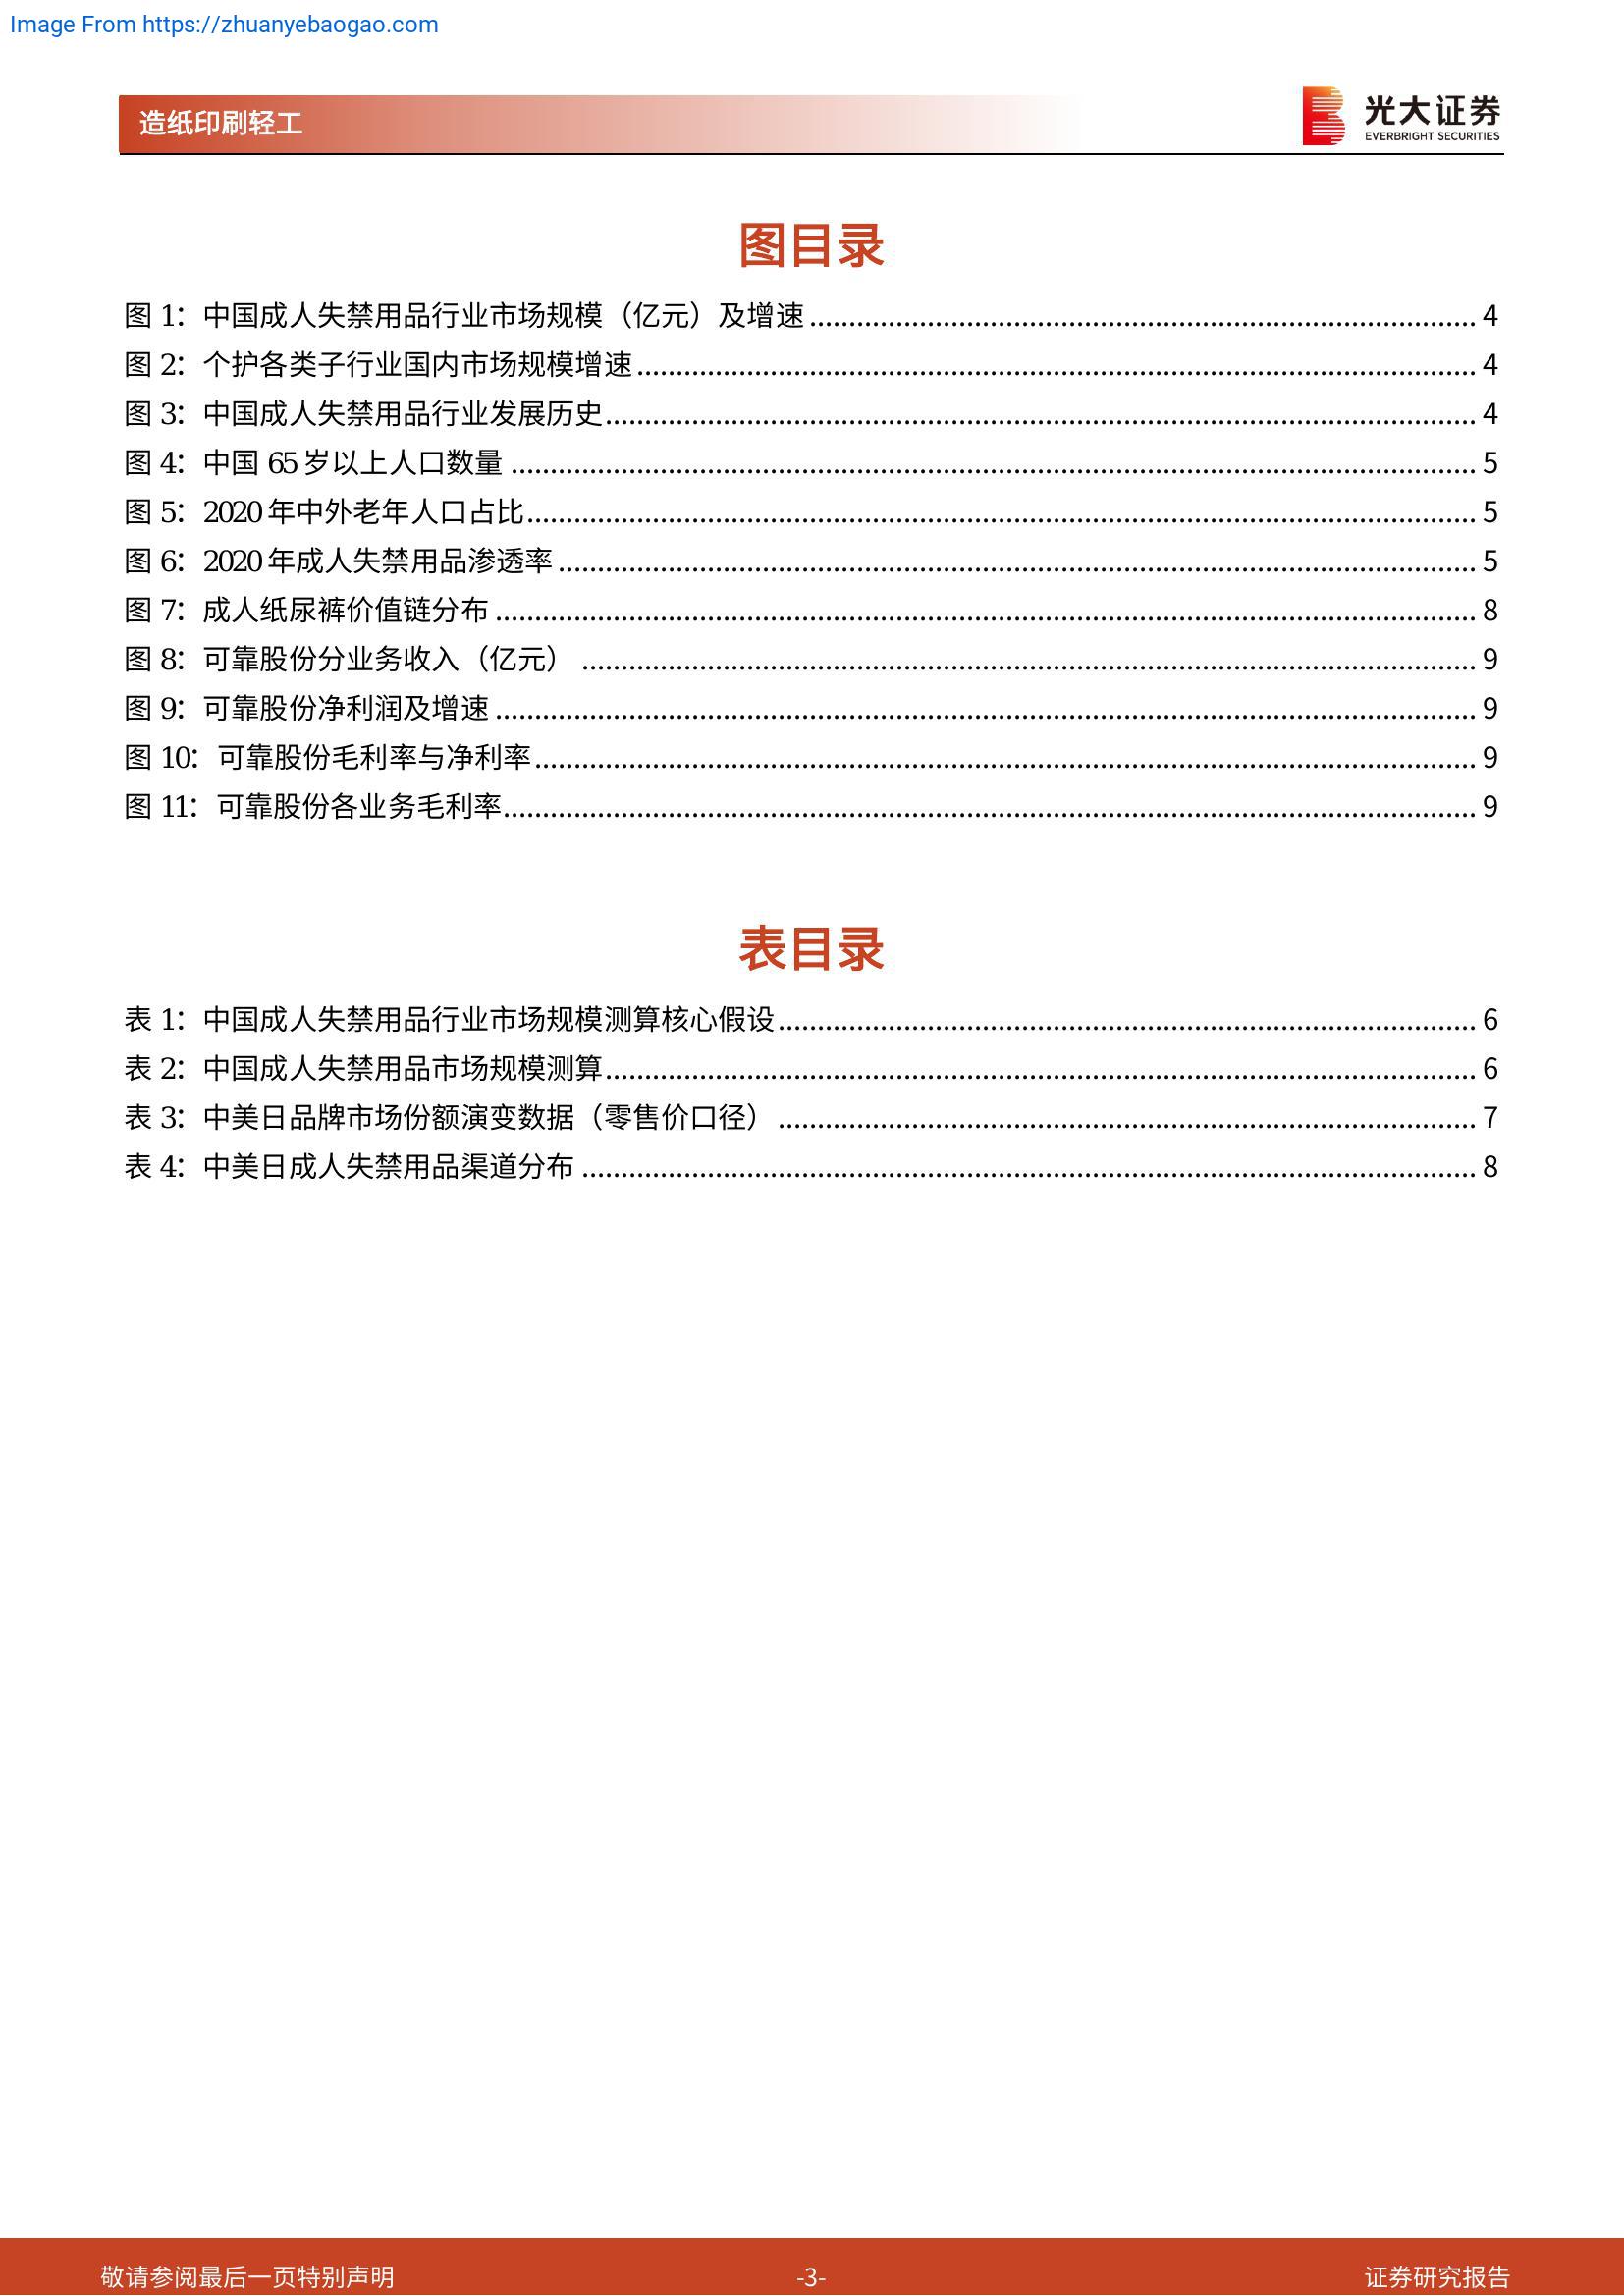 Image From https://zhuanyebaogao.com
造纸印刷轻工
光大证券
EVERBRIGHT SECURITIES
图目录
图 1：中国成人失禁用品行业市场规模（亿元）及增速 4
图 2：个护各类子行业国内市场规模增速 4
图 3：中国成人失禁用品行业发展历史 4
图 4：中国 65 岁以上人口数量 5
图 5：2020 年中外老年人口占比 5
图 6：2020 年成人失禁用品渗透率 5
图 7：成人纸尿裤价值链分布 8
图 8：可靠股份分业务收入（亿元） 9
图 9：可靠股份净利润及增速 9
图 10：可靠股份毛利率与净利率 9
图 11：可靠股份各业务毛利率 9
表目录
表 1：中国成人失禁用品行业市场规模测算核心假设 6
表 2：中国成人失禁用品市场规模测算 6
表 3：中美日品牌市场份额演变数据（零售价口径） 7
表 4：中美日成人失禁用品渠道分布 8
敬请参阅最后一页特别声明
-3-
证券研究报告